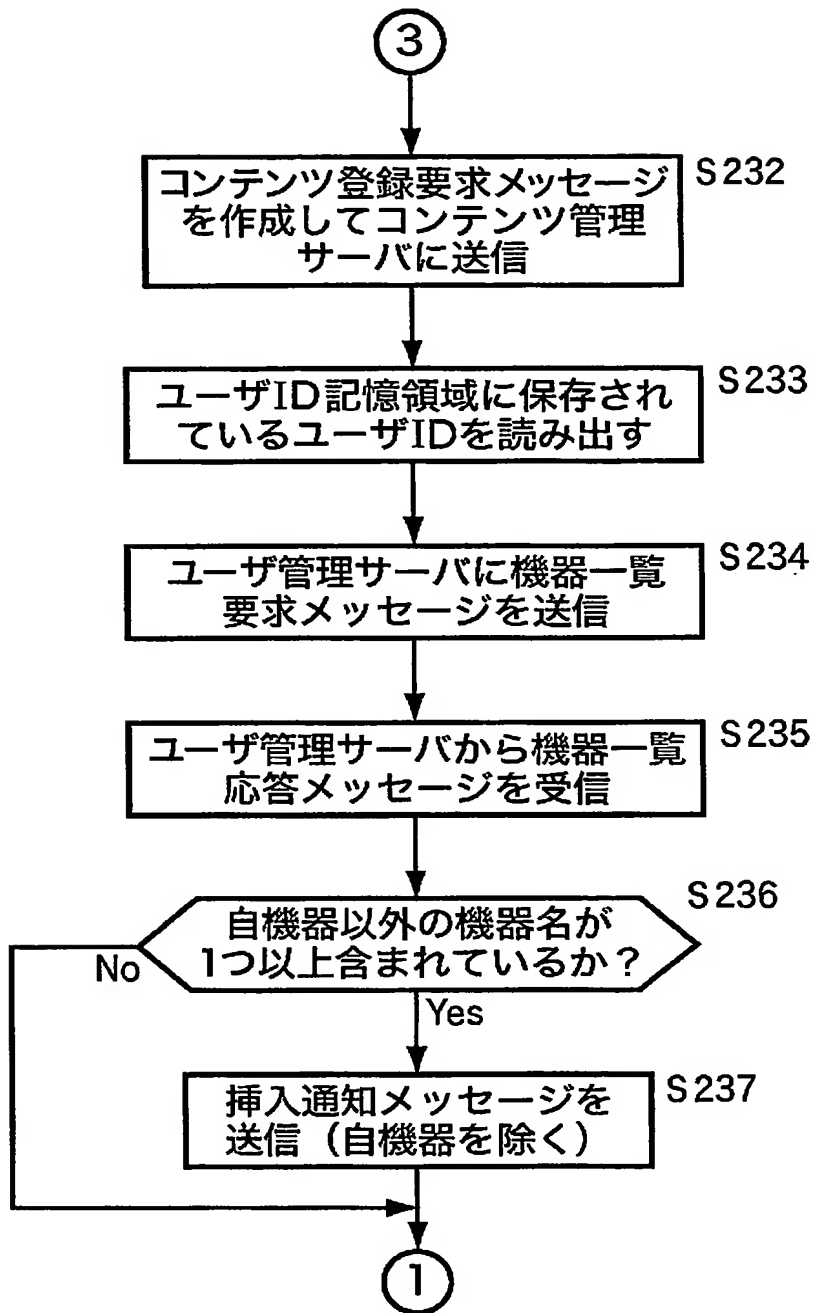 3
コンテンツ登録要求メッセージ
を作成してコンテンツ管理
サーバに送信
S232
ユーザID記憶領域に保存され
ているユーザIDを読み出す
S233
ユーザ管理サーバに機器一覧
要求メッセージを送信
S234
ユーザ管理サーバから機器一覧
応答メッセージを受信
S235
自機器以外の機器名が
1つ以上含まれているか?
S236
No
Yes
挿入通知メッセージを
送信(自機器を除く)
S237
1